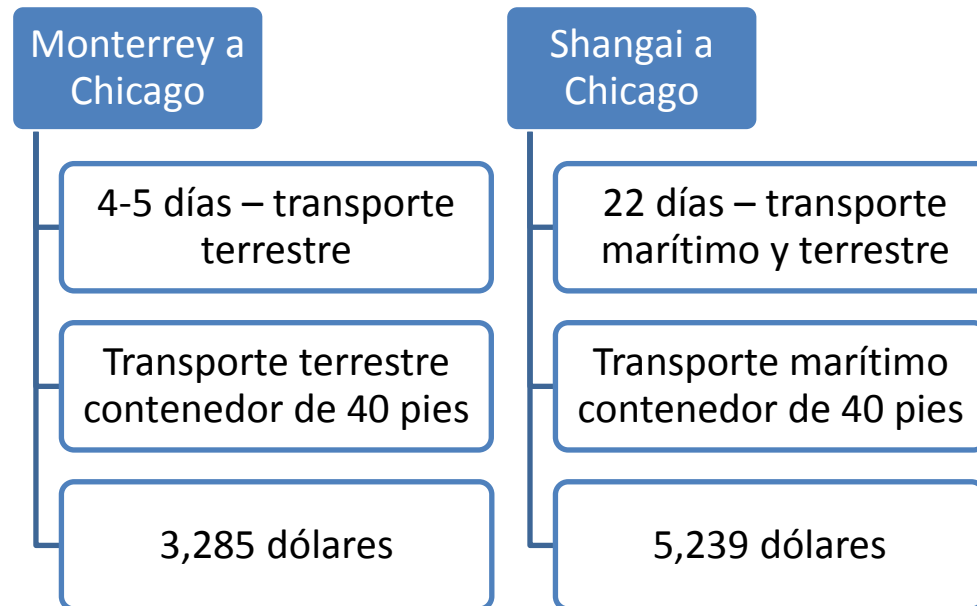 Monterrey a
Chicago
4-5 días – transporte
terrestre
Transporte terrestre
contenedor de 40 pies
3,285 dólares
Shangai a
Chicago
22 días – transporte
marítimo y terrestre
Transporte marítimo
contenedor de 40 pies
5,239 dólares